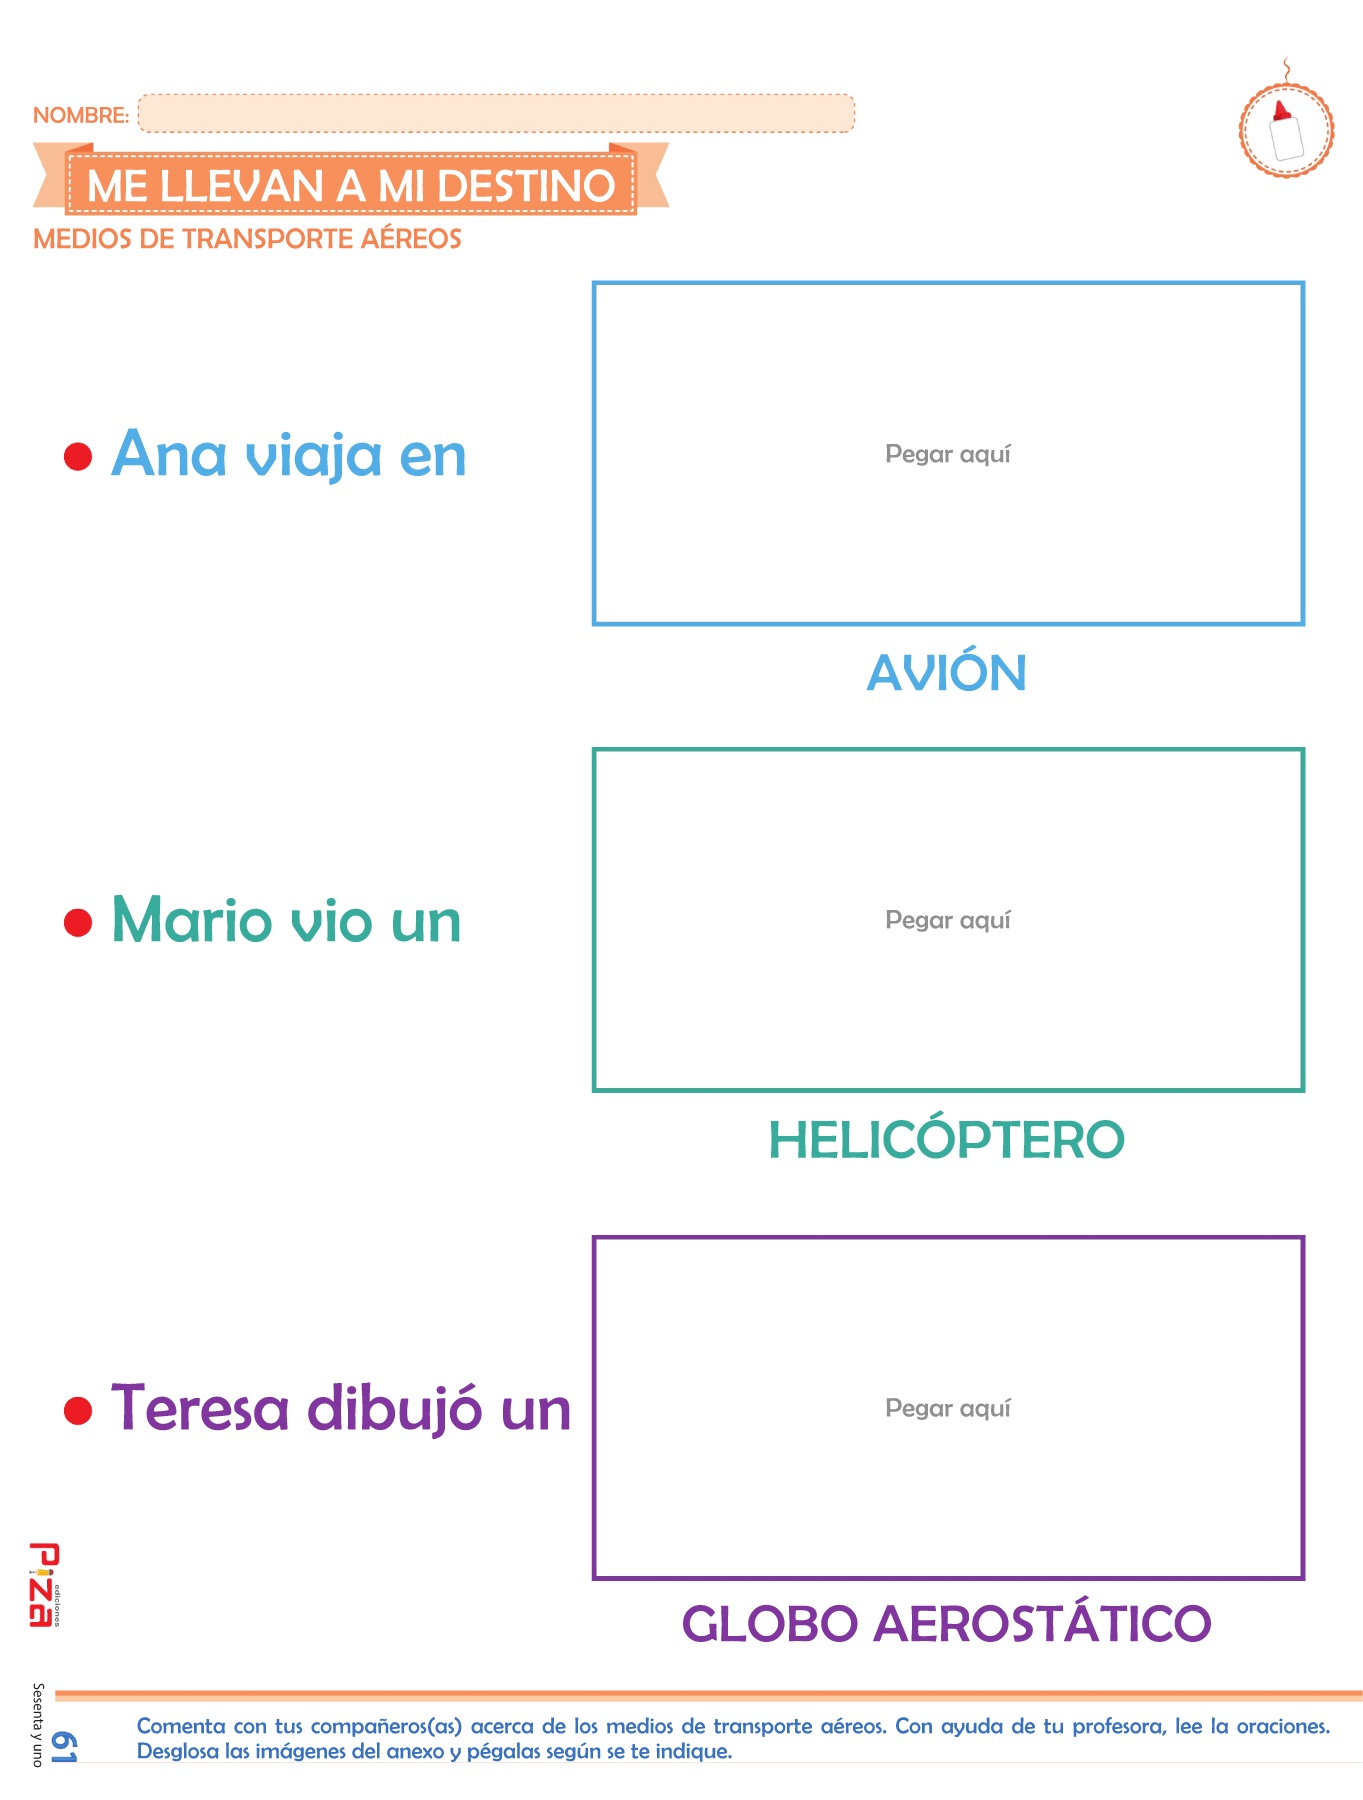 NOMBRE:
ME LLEVAN A MI DESTINO
MEDIOS DE TRANSPORTE AÉREOS
Ana viaja en
Pegar aquí
AVIÓN
Mario vio un
Pegar aquí
HELICÓPTERO
Teresa dibujó un
Pegar aquí
GLOBO AEROSTÁTICO
Piza
ediciones
Sesenta y uno
61
Comenta con tus compañeros(as) acerca de los medios de transporte aéreos. Con ayuda de tu profesora, lee la oraciones.
Desglosa las imágenes del anexo y pégalas según se te indique.